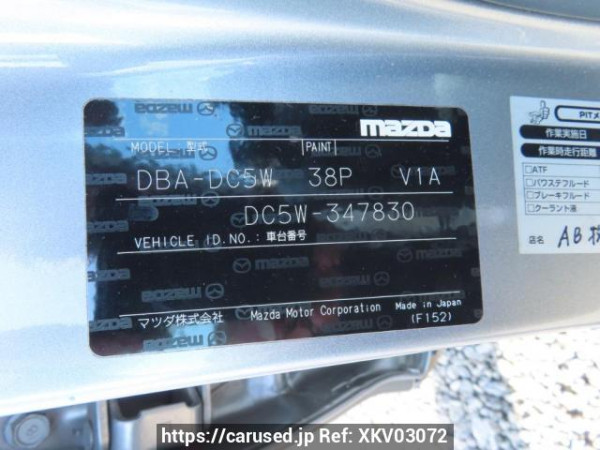 mazda
MODEL : 型式 PAINT
DBA-DC5W 38P V1A
DC5W-347830
VEHICLE ID.NO.: 車台番号
マツダ株式会社 Mazda Motor Corporation Made in Japan
(F152)
PIT
作業実施日
作業時走行距離
□ATF
□パワステフルード
□ブレーキフルード
□クーラント液
店名 AB
https://carused.jp Ref: XKV03072